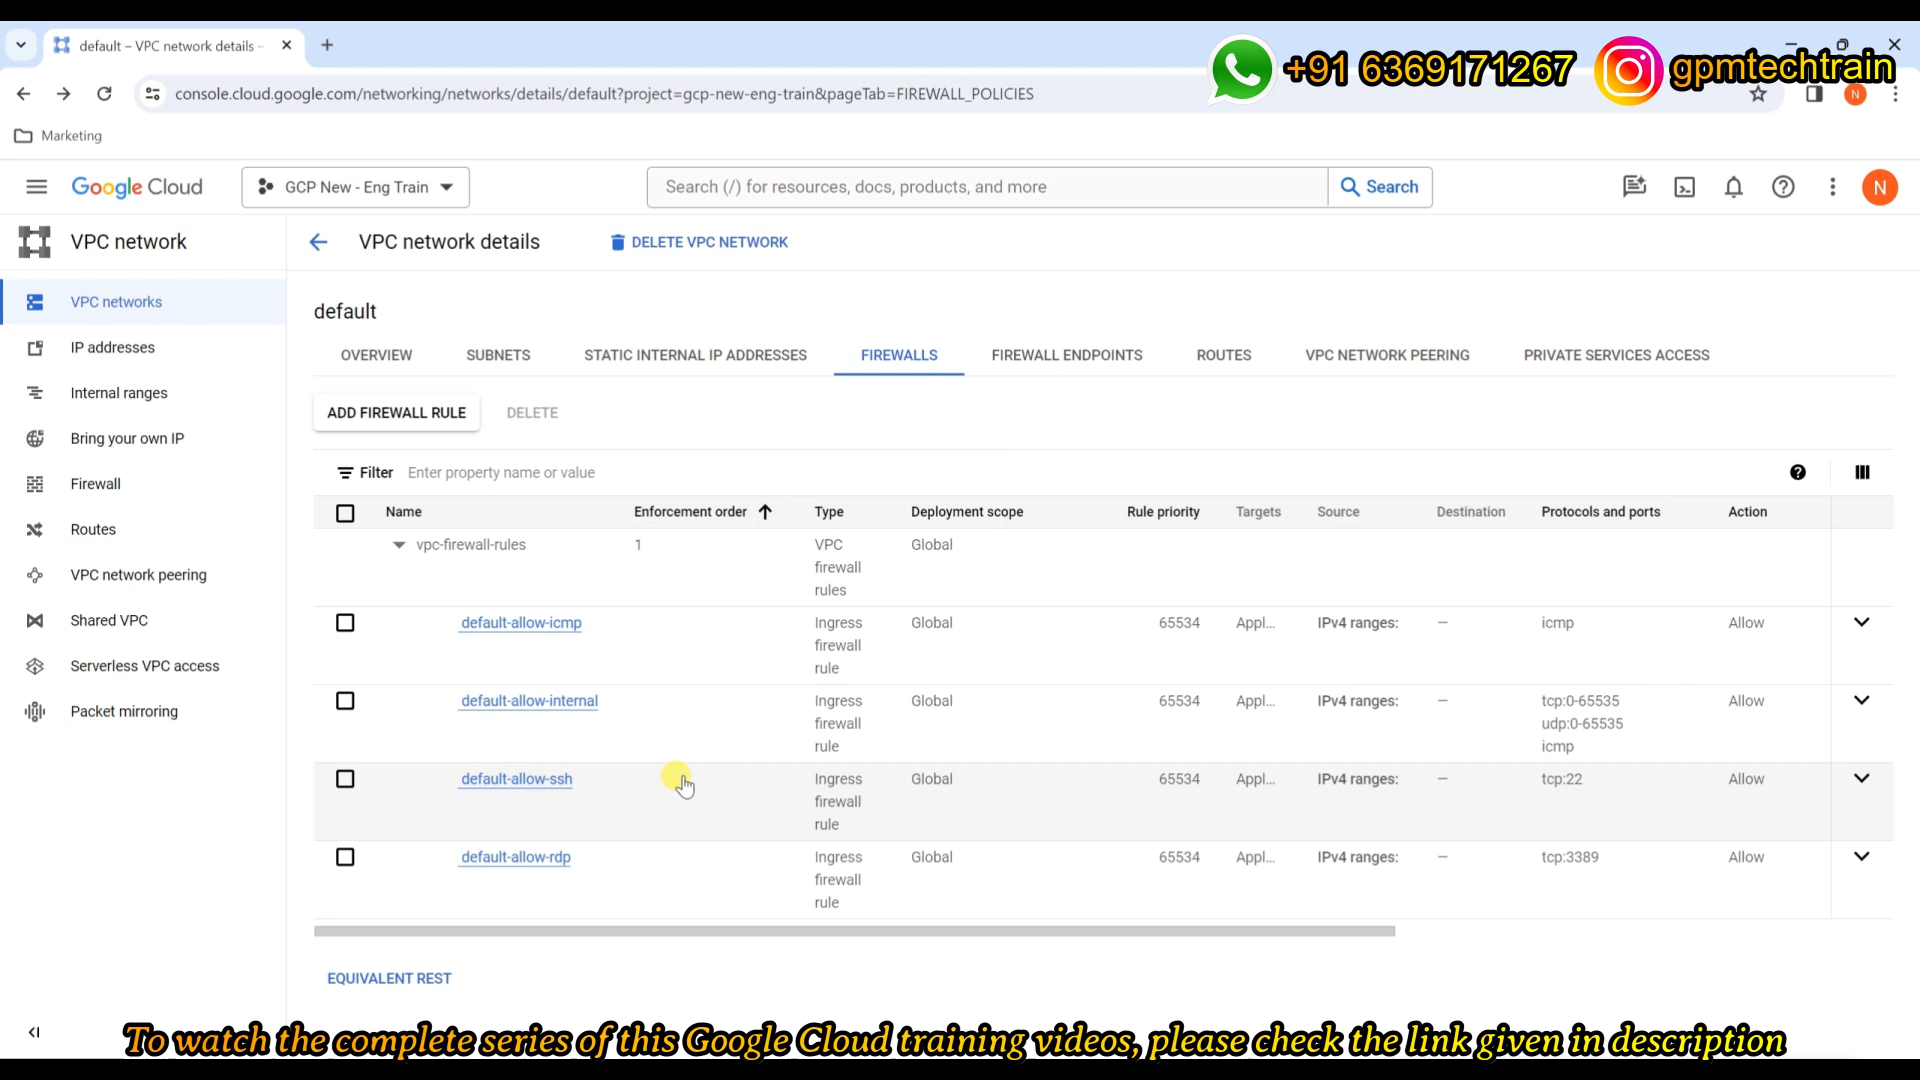 default – VPC network details –
+91 6369171267
gpmtechtrain
console.cloud.google.com/networking/networks/details/default?project=gcp-new-eng-train&pageTab=FIREWALL_POLICIES
N
Marketing
Google Cloud
GCP New - Eng Train
Search (/) for resources, docs, products, and more
Search
N
VPC network
VPC network details
DELETE VPC NETWORK
VPC networks
IP addresses
Internal ranges
Bring your own IP
Firewall
Routes
VPC network peering
Shared VPC
Serverless VPC access
Packet mirroring
default
OVERVIEW SUBNETS STATIC INTERNAL IP ADDRESSES FIREWALLS FIREWALL ENDPOINTS ROUTES VPC NETWORK PEERING PRIVATE SERVICES ACCESS
ADD FIREWALL RULE DELETE
Filter Enter property name or value
Name Enforcement order Type Deployment scope Rule priority Targets Source Destination Protocols and ports Action
vpc-firewall-rules 1 VPC Global
firewall
rules
default-allow-icmp Ingress Global 65534 Appl... IPv4 ranges: – icmp Allow
firewall
rule
default-allow-internal Ingress Global 65534 Appl... IPv4 ranges: – tcp:0-65535 Allow
firewall udp:0-65535
rule icmp
default-allow-ssh Ingress Global 65534 Appl... IPv4 ranges: – tcp:22 Allow
firewall
rule
default-allow-rdp Ingress Global 65534 Appl... IPv4 ranges: – tcp:3389 Allow
firewall
rule
EQUIVALENT REST
To watch the complete series of this Google Cloud training videos, please check the link given in description